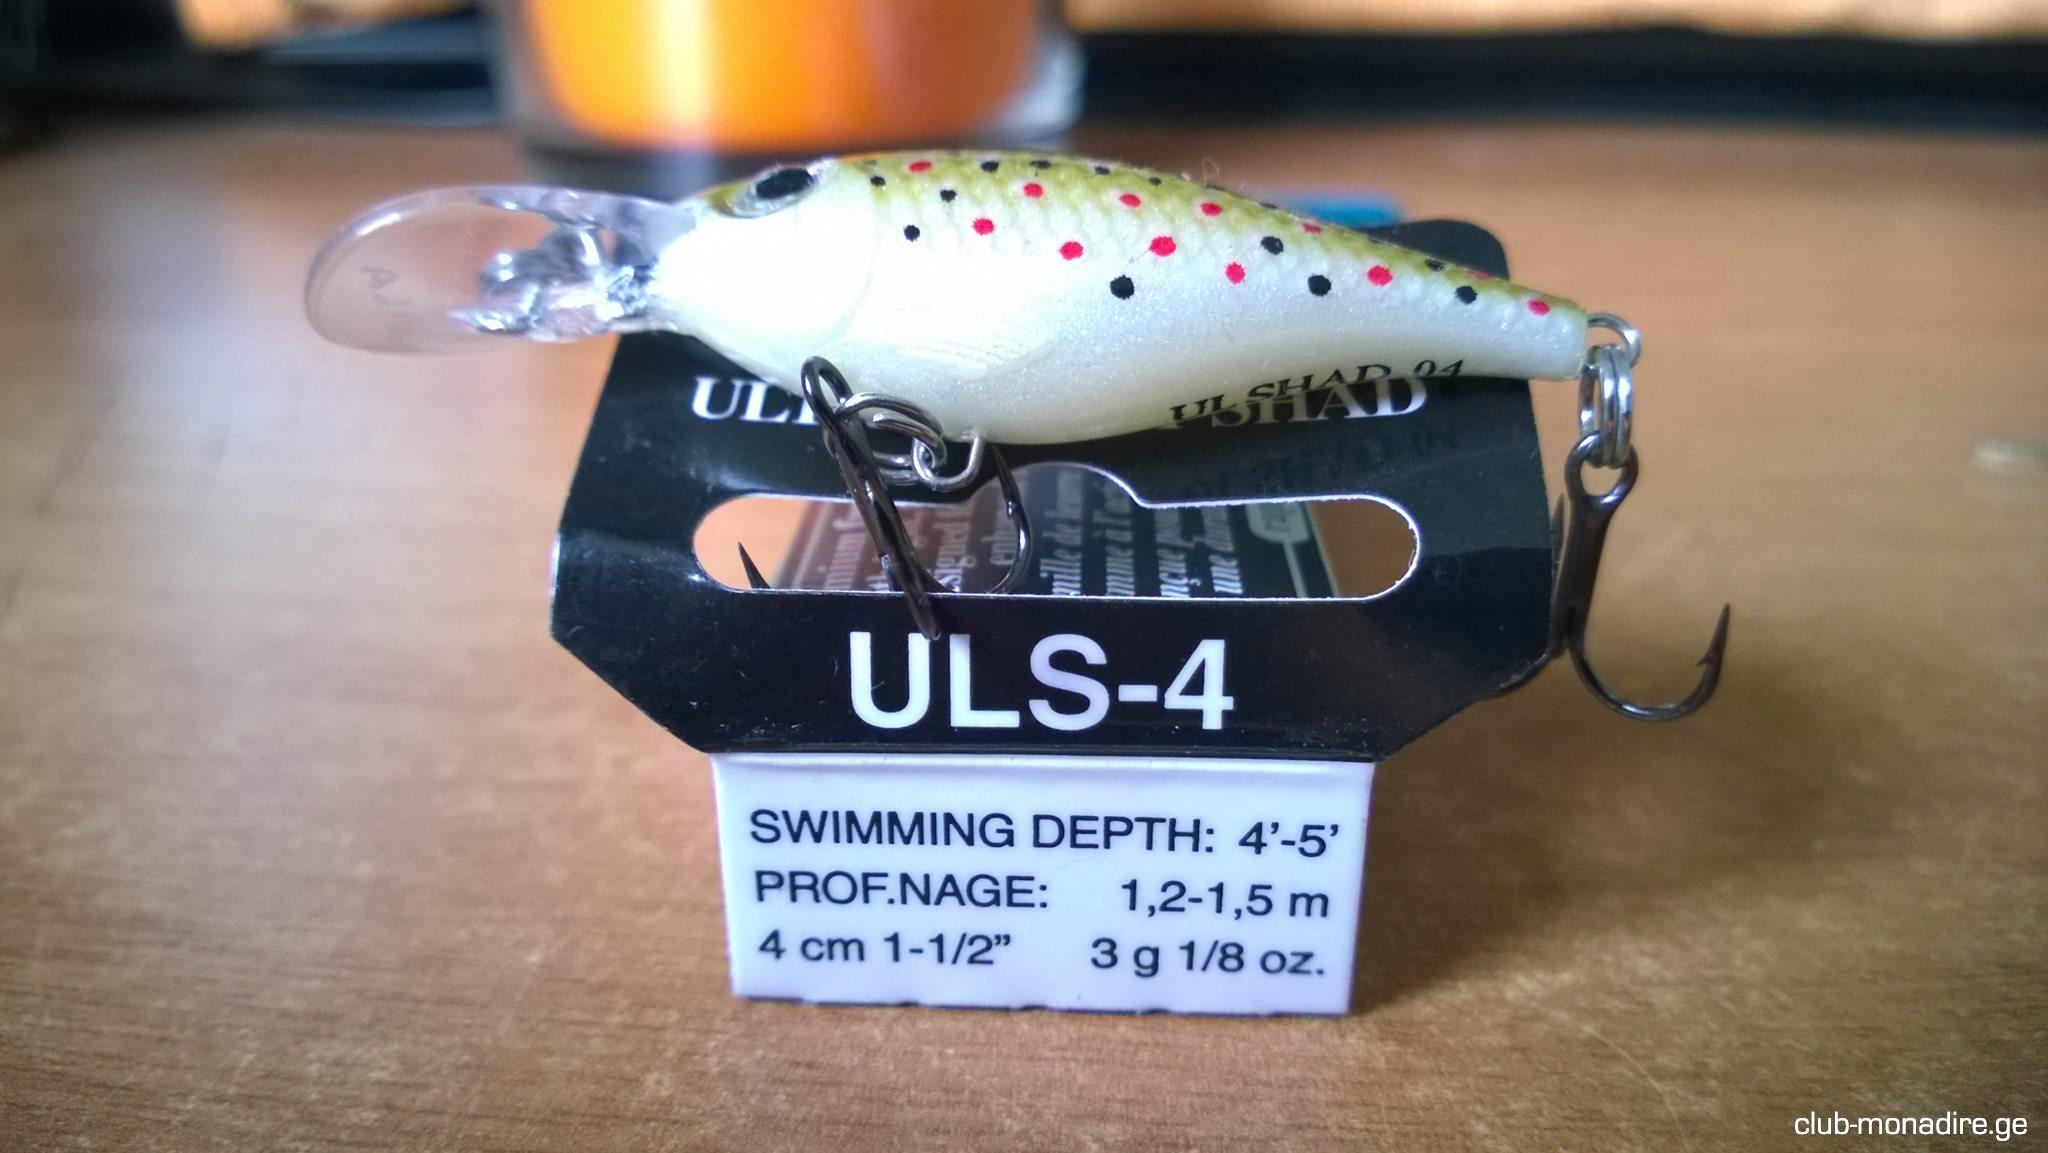 UL SHAD 04
SHAD
ULS-4
SWIMMING DEPTH: 4'-5'
PROF.NAGE: 1,2-1,5 m
4 cm 1-1/2” 3 g 1/8 oz.
club-monadire.ge